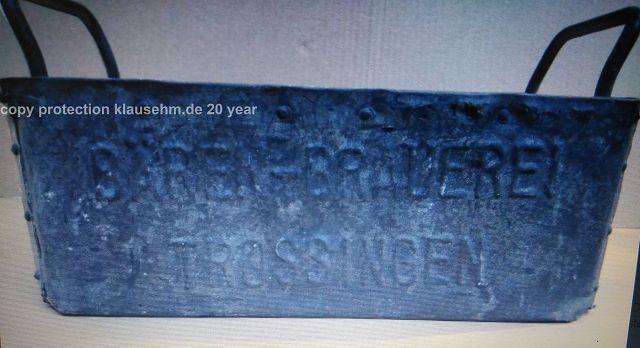 copy protection klausehm.de 20 year
BÄREN-BRAUEREI
TROSSINGEN